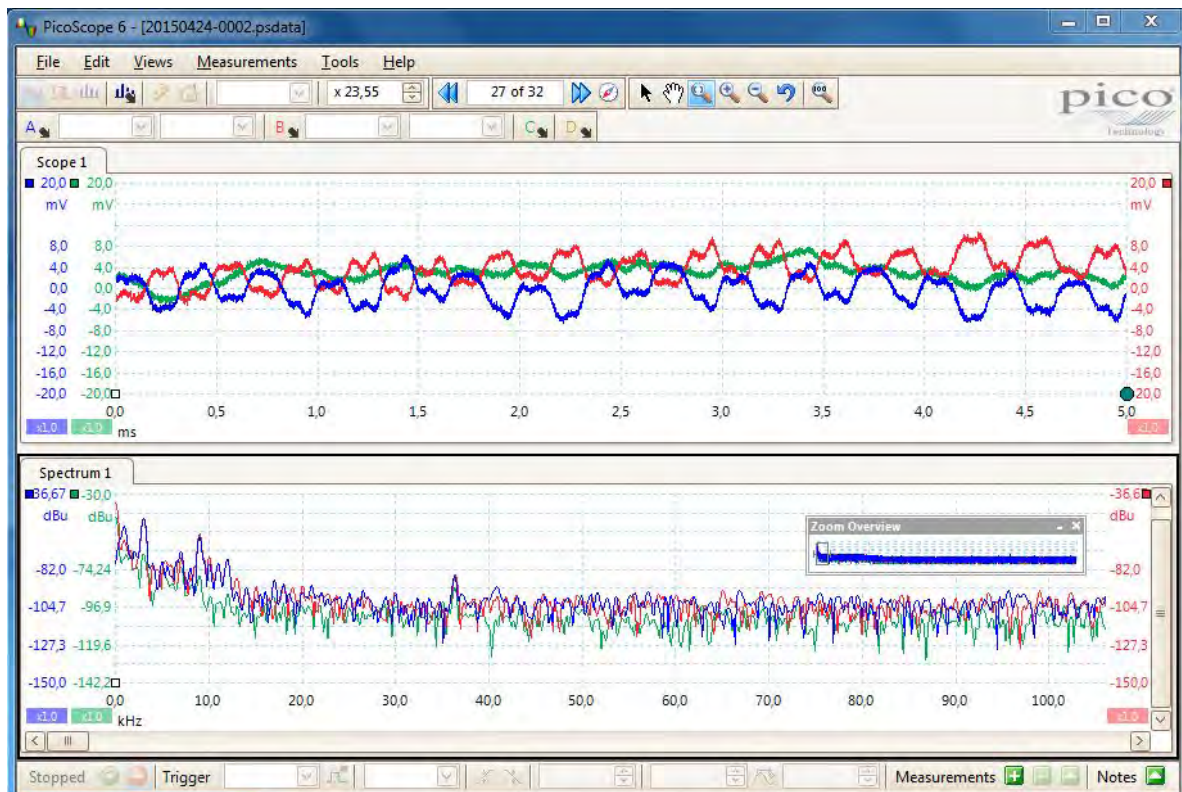 PicoScope 6 - [20150424-0002.psdata]
File Edit Views Measurements Tools Help
x 23,55 27 of 32
pico
Technology
A B C D
Scope 1
20,0 20,0 20,0
mV mV mV
8,0 8,0 8,0
4,0 4,0 4,0
0,0 0,0 0,0
-4,0 -4,0 -4,0
-8,0 -8,0 -8,0
-12,0 -12,0 -12,0
-16,0 -16,0 -16,0
-20,0 -20,0 20,0
0,0 0,5 1,0 1,5 2,0 2,5 3,0 3,5 4,0 4,5 5,0
x1,0 x1,0 ms x1,0
Spectrum 1
-36,67 -30,0 -36,6
dBu dBu dBu
Zoom Overview
-82,0 -74,24 -82,0
-104,7 -96,9 -104,7
-127,3 -119,6 -127,3
-150,0 -142,2 -150,0
0,0 10,0 20,0 30,0 40,0 50,0 60,0 70,0 80,0 90,0 100,0
x1,0 x1,0 kHz x1,0
Stopped Trigger Measurements Notes